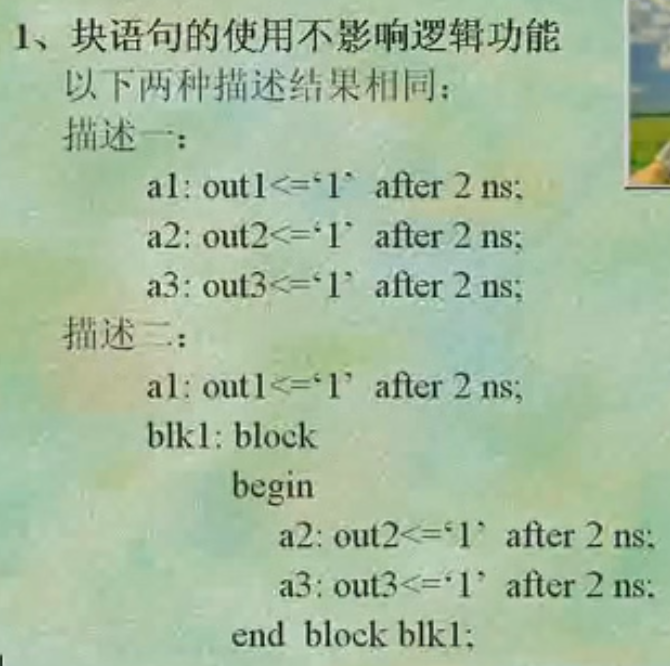 1、块语句的使用不影响逻辑功能
以下两种描述结果相同：
描述一：
a1: out1<=‘1’ after 2 ns;
a2: out2<=‘1’ after 2 ns;
a3: out3<=‘1’ after 2 ns;
描述二：
a1: out1<=‘1’ after 2 ns;
blk1: block
begin
a2: out2<=‘1’ after 2 ns;
a3: out3<=‘1’ after 2 ns;
end block blk1;